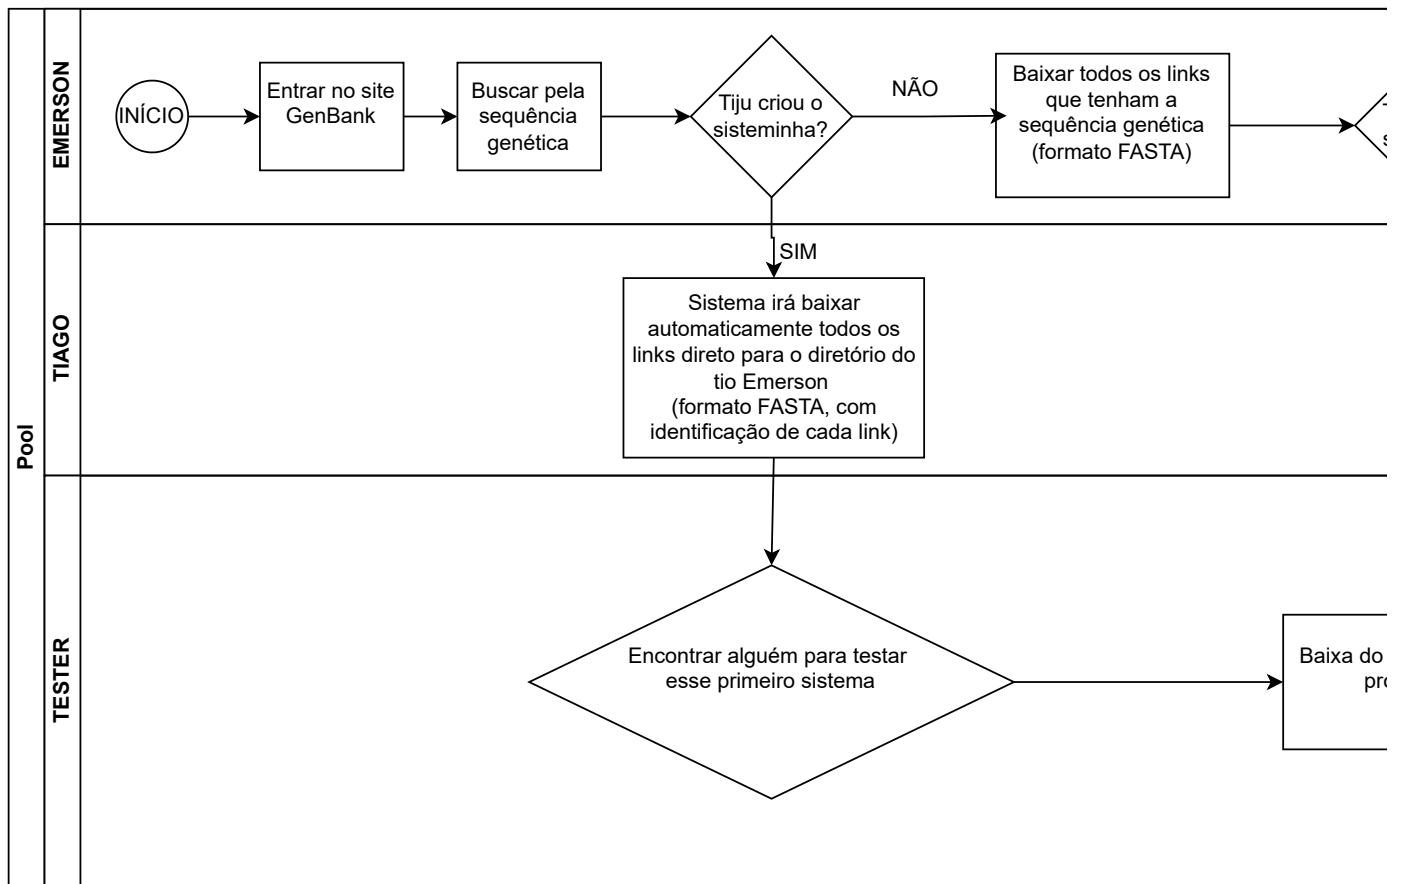 Pool
EMERSON
INÍCIO
Entrar no site
GenBank
Buscar pela
sequência
genética
Tiju criou o
sisteminha?
NÃO
Baixar todos os links
que tenham a
sequência genética
(formato FASTA)
TIAGO
SIM
Sistema irá baixar
automaticamente todos os
links direto para o diretório do
tio Emerson
(formato FASTA, com
identificação de cada link)
TESTER
Encontrar alguém para testar
esse primeiro sistema
Baixa do